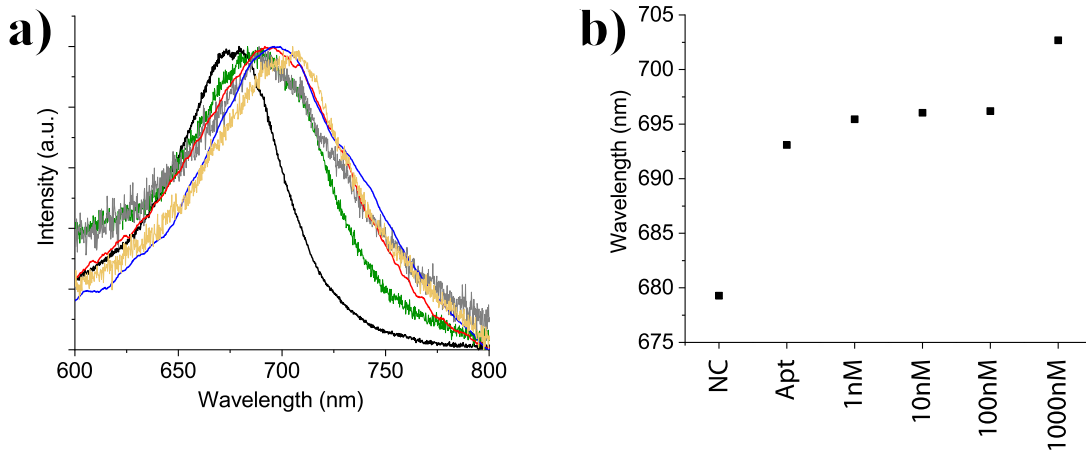 a)
Intensity (a.u.)
600
650
700
750
800
Wavelength (nm)
b)
705
700
695
690
685
680
675
Wavelength (nm)
NC
Apt
1nM
10nM
100nM
1000nM